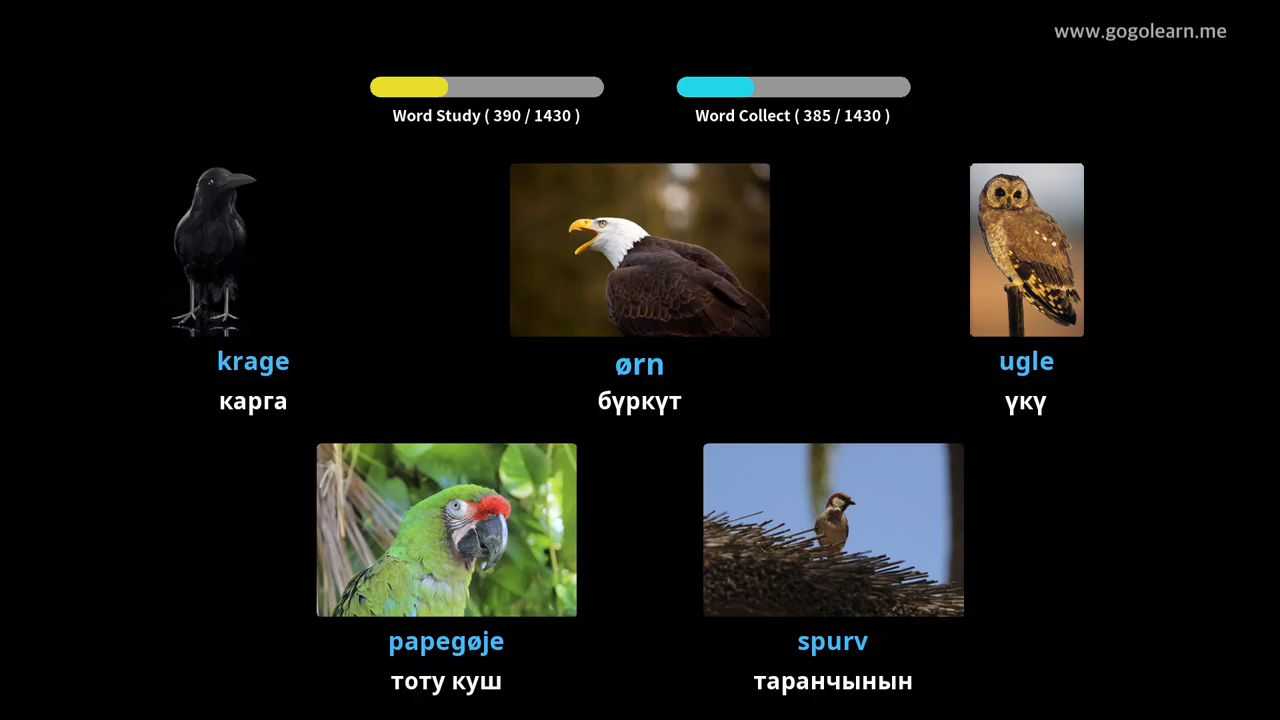 www.gogolearn.me
Word Study ( 390 / 1430 )
Word Collect ( 385 / 1430 )
krage
карга
ørn
бүркүт
ugle
үкү
papegøje
тоту куш
spurv
таранчынын